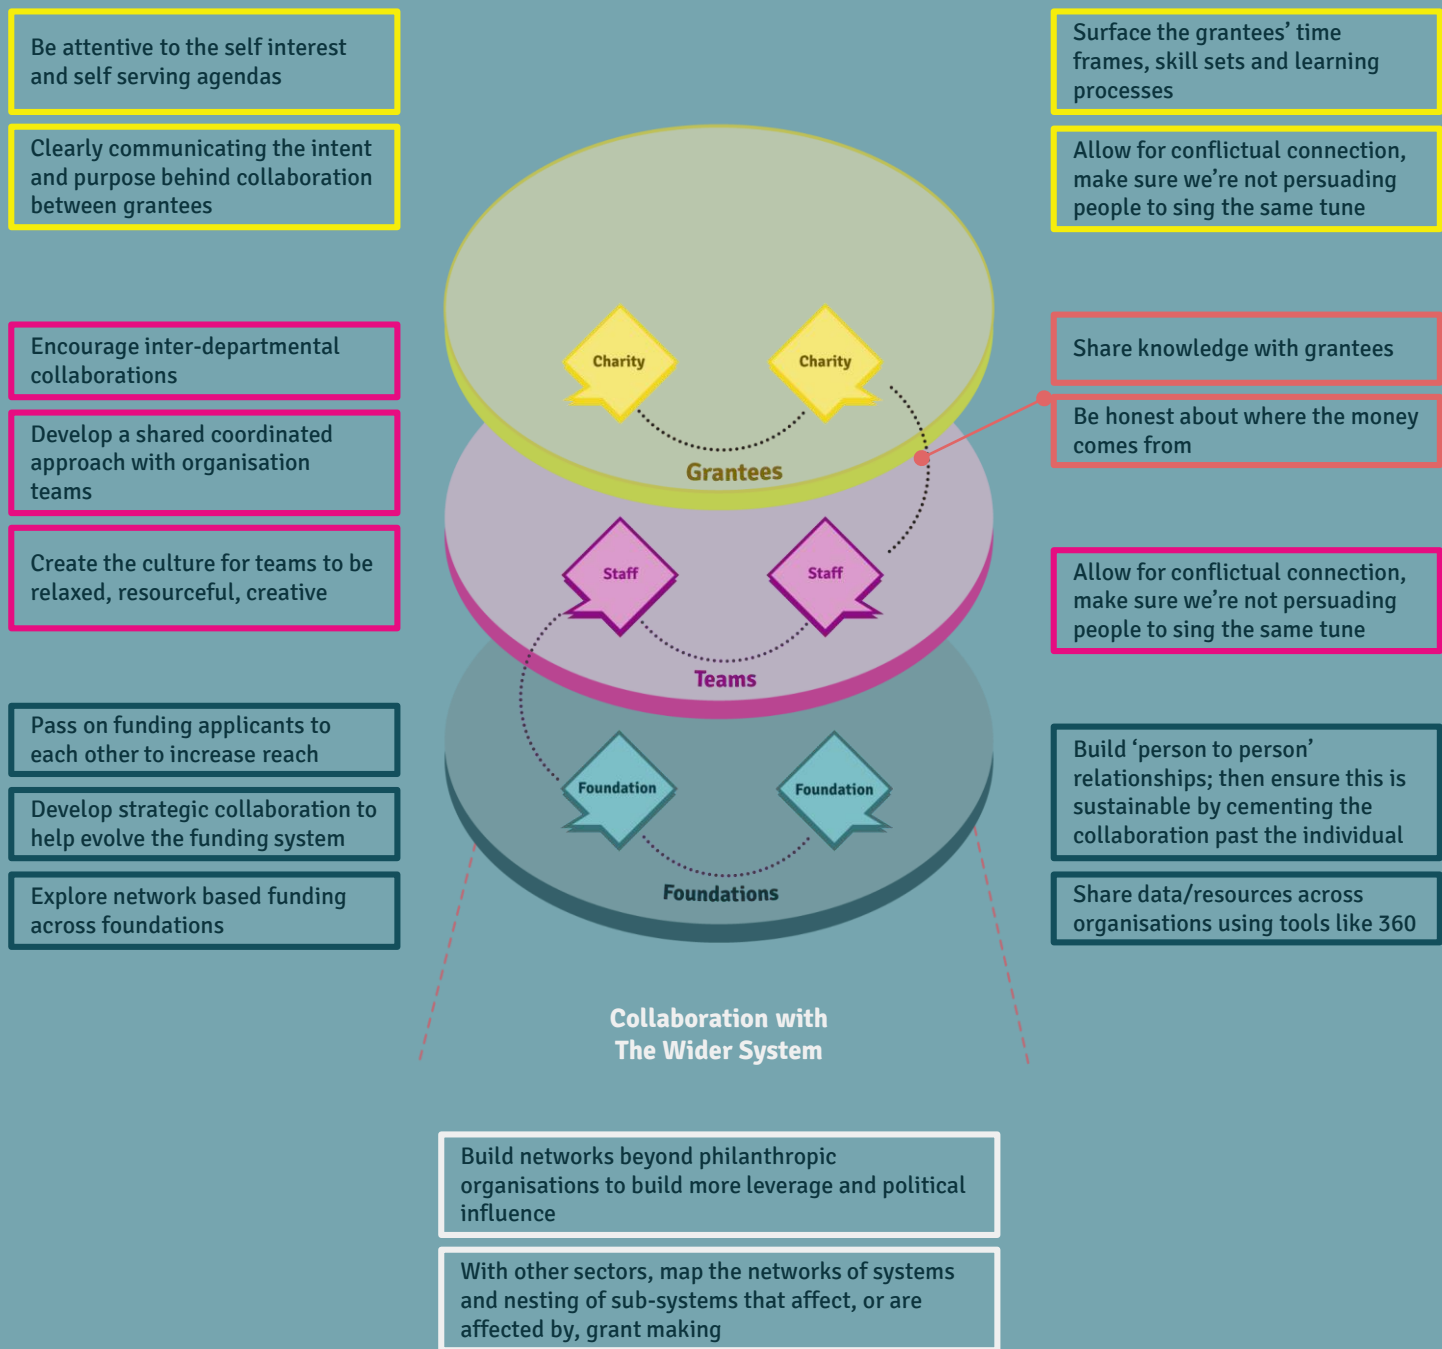 Be attentive to the self interest
and self serving agendas
Clearly communicating the intent
and purpose behind collaboration
between grantees
Surface the grantees’ time
frames, skill sets and learning
processes
Allow for conflictual connection,
make sure we’re not persuading
people to sing the same tune
Charity
Charity
Grantees
Encourage inter-departmental
collaborations
Develop a shared coordinated
approach with organisation
teams
Create the culture for teams to be
relaxed, resourceful, creative
Share knowledge with grantees
Be honest about where the money
comes from
Staff
Staff
Teams
Allow for conflictual connection,
make sure we’re not persuading
people to sing the same tune
Pass on funding applicants to
each other to increase reach
Develop strategic collaboration to
help evolve the funding system
Explore network based funding
across foundations
Foundation
Foundation
Foundations
Build ‘person to person’
relationships; then ensure this is
sustainable by cementing the
collaboration past the individual
Share data/resources across
organisations using tools like 360
Collaboration with
The Wider System
Build networks beyond philanthropic
organisations to build more leverage and political
influence
With other sectors, map the networks of systems
and nesting of sub-systems that affect, or are
affected by, grant making